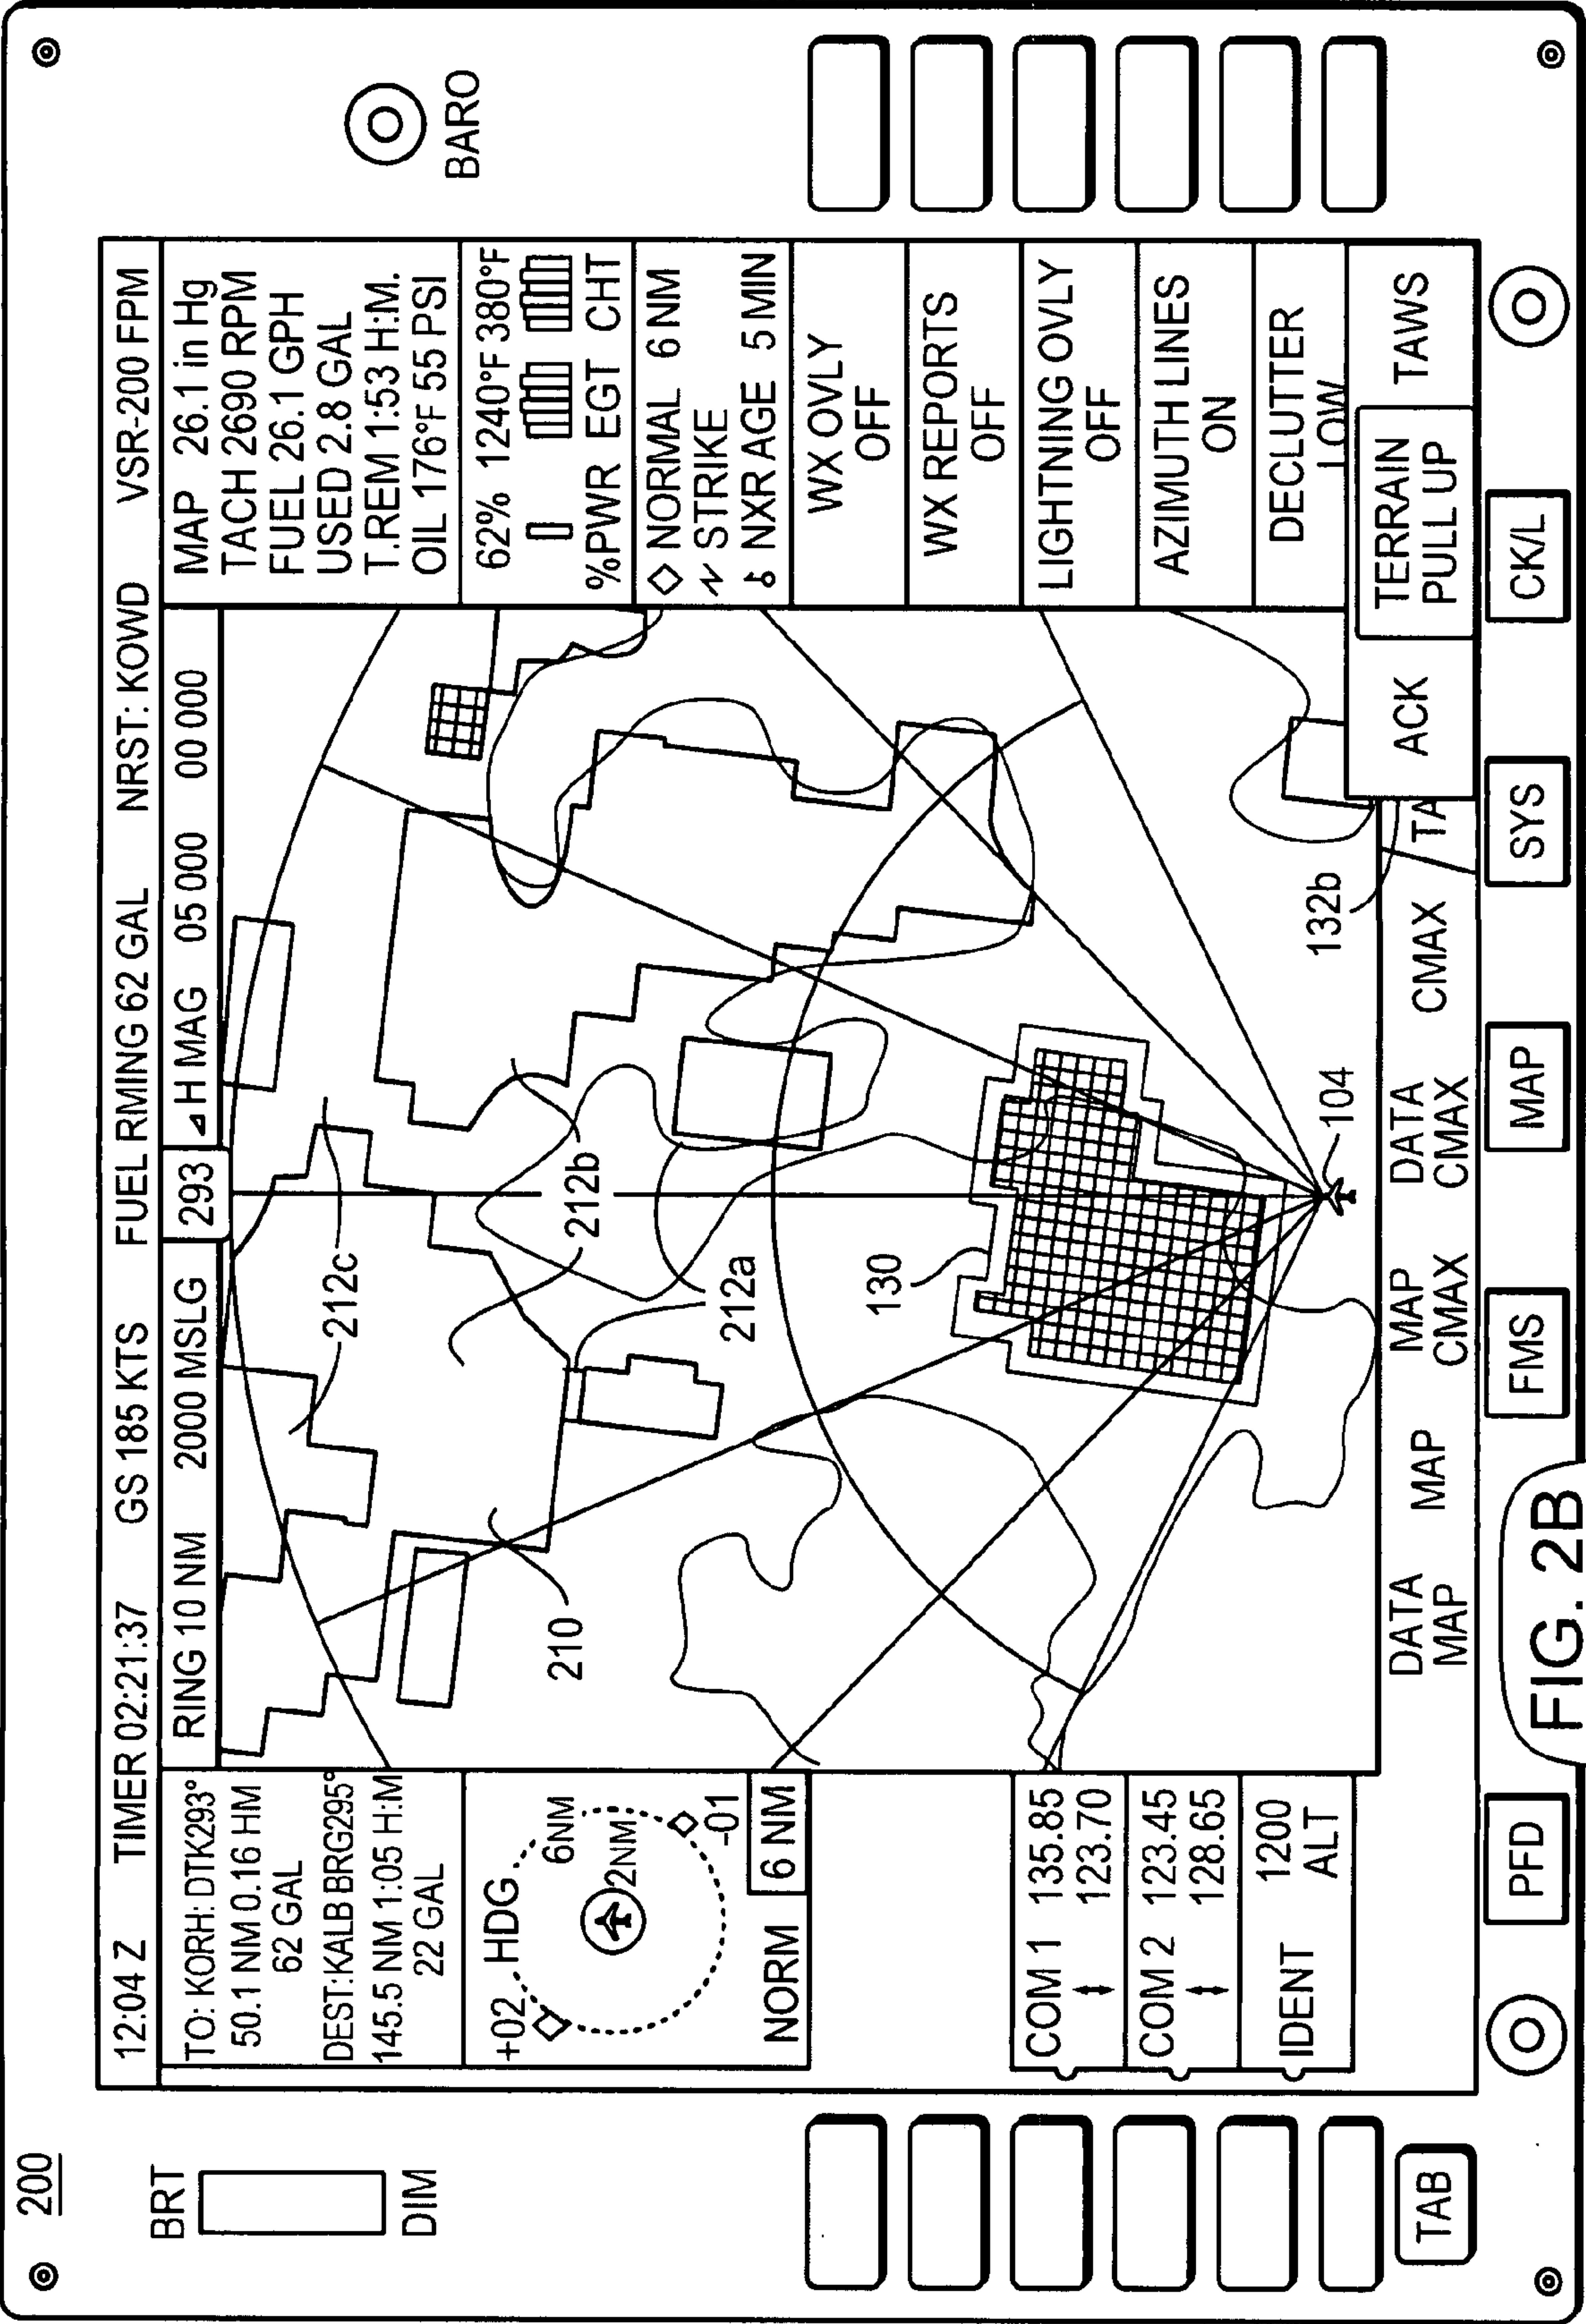 200
BRT
DIM
BARO
12:04 Z TIMER 02:21:37 GS 185 KTS FUEL RMING 62 GAL NRST: KOWD VSR-200 FPM
TO: KORH: DTK293°
50.1 NM 0.16 HM
62 GAL
DEST:KALB BRG295°
145.5 NM 1:05 H:M
22 GAL
+02 HDG
6NM
2NM
-01
NORM 6 NM
COM 1 135.85
123.70
COM 2 123.45
128.65
IDENT 1200
ALT
RING 10 NM 2000 MSLG 293 ⊿H MAG 05 000 00 000
212c
212b
210
212a
130
132b
104
MAP 26.1 in Hg
TACH 2690 RPM
FUEL 26.1 GPH
USED 2.8 GAL
T.REM 1:53 H:M.
OIL 176°F 55 PSI
62% 1240°F 380°F
%PWR EGT CHT
NORMAL 6 NM
STRIKE
NXR AGE 5 MIN
WX OVLY
OFF
WX REPORTS
OFF
LIGHTNING OVLY
OFF
AZIMUTH LINES
ON
DECLUTTER
LOW
DATA
MAP
MAP
MAP
CMAX
DATA
CMAX
CMAX
TA
ACK
TERRAIN
PULL UP
TAWS
TAB
PFD
FMS
MAP
SYS
CK/L
FIG. 2B